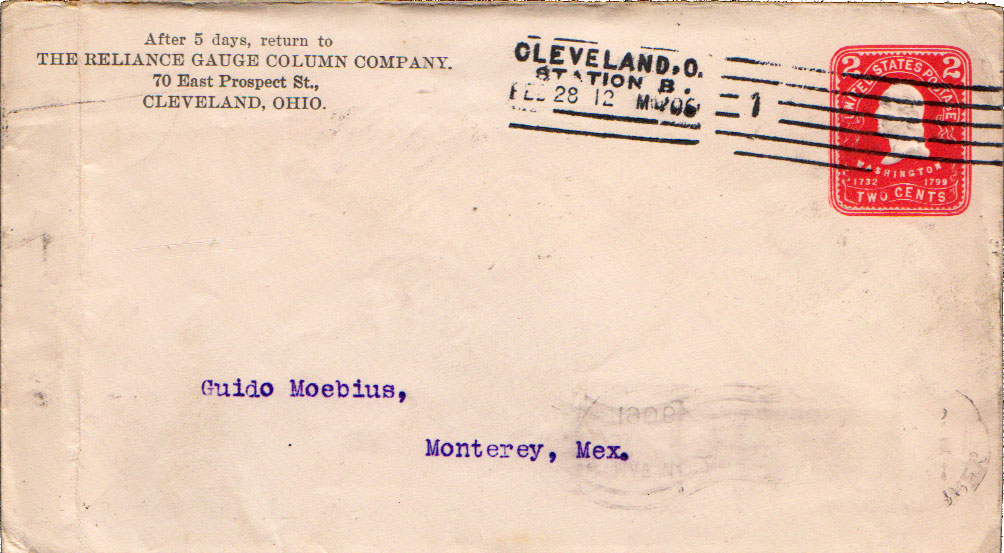 After 5 days, return to
THE RELIANCE GAUGE COLUMN COMPANY.
70 East Prospect St.,
CLEVELAND, OHIO.
CLEVELAND, O.
STATION B.
FEB 28 12 M 06
1
2 2
UNITED STATES POSTAGE
WASHINGTON
1732 1799
TWO CENTS
Guido Moebius,
Monterey, Mex.